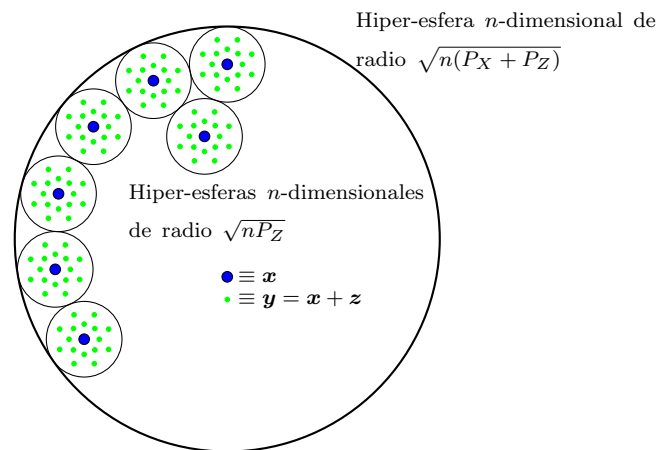 Hiper-esfera n-dimensional de
radio √n(P_X + P_Z)
Hiper-esferas n-dimensionales
de radio √nP_Z
≡ x
≡ y = x + z